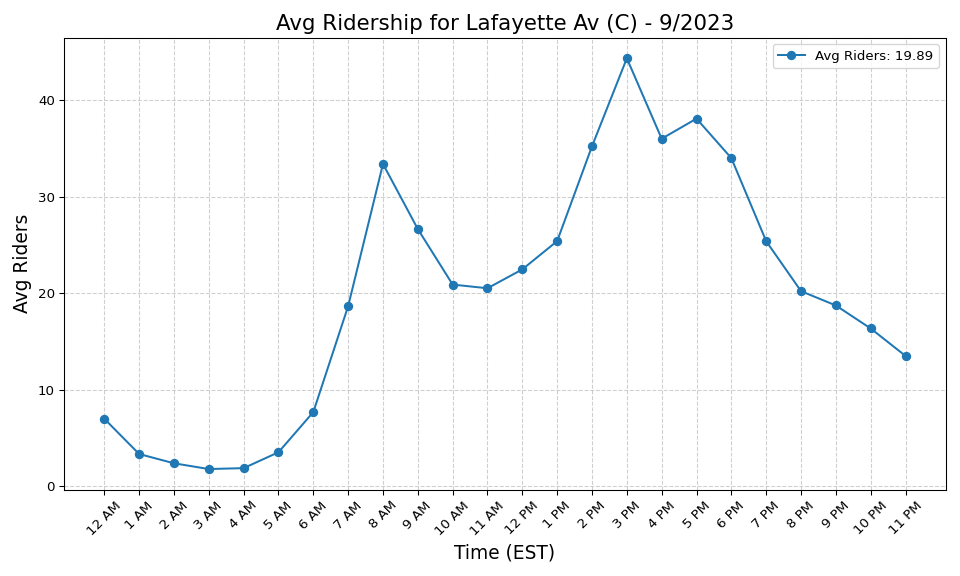 Avg Ridership for Lafayette Av (C) - 9/2023
Avg Riders: 19.89
Avg Riders
40
30
20
10
0
12 AM
1 AM
2 AM
3 AM
4 AM
5 AM
6 AM
7 AM
8 AM
9 AM
10 AM
11 AM
12 PM
1 PM
2 PM
3 PM
4 PM
5 PM
6 PM
7 PM
8 PM
9 PM
10 PM
11 PM
Time (EST)